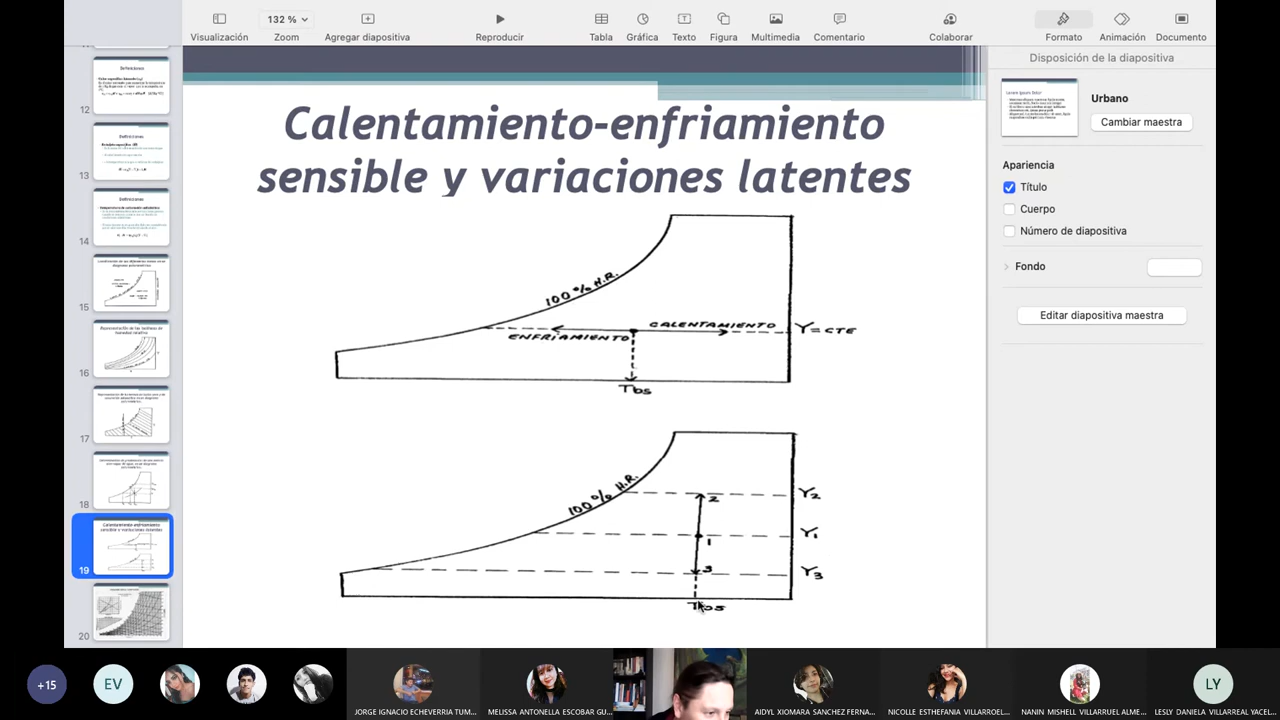 132 %
Visualización
Zoom
Agregar diapositiva
Reproducir
Tabla
Gráfica
Texto
Figura
Multimedia
Comentario
Colaborar
Formato
Animación
Documento
Disposición de la diapositiva
Urbano
Cambiar maestra
Apariencia
Título
Cuerpo
Número de diapositiva
Fondo
Editar diapositiva maestra
12
Definiciones
13
Definiciones
14
Definiciones
15
16
17
18
19
20
Calentamiento-enfriamiento
sensible y variaciones latentes
100% H.R.
CALENTAMIENTO
ENFRIAMIENTO
Y=CTE
Tbs
100% H.R.
2
Y2
1
Y1
3
Y3
Tbs
+15
EV
JORGE IGNACIO ECHEVERRIA TUM...
MELISSA ANTONELLA ESCOBAR GU...
AIDYL XIOMARA SANCHEZ FERNA...
NICOLLE ESTHEFANIA VILLARROEL...
NANIN MISHELL VILLARRUEL ALME...
LY
LESLY DANIELA VILLARREAL YACEL...